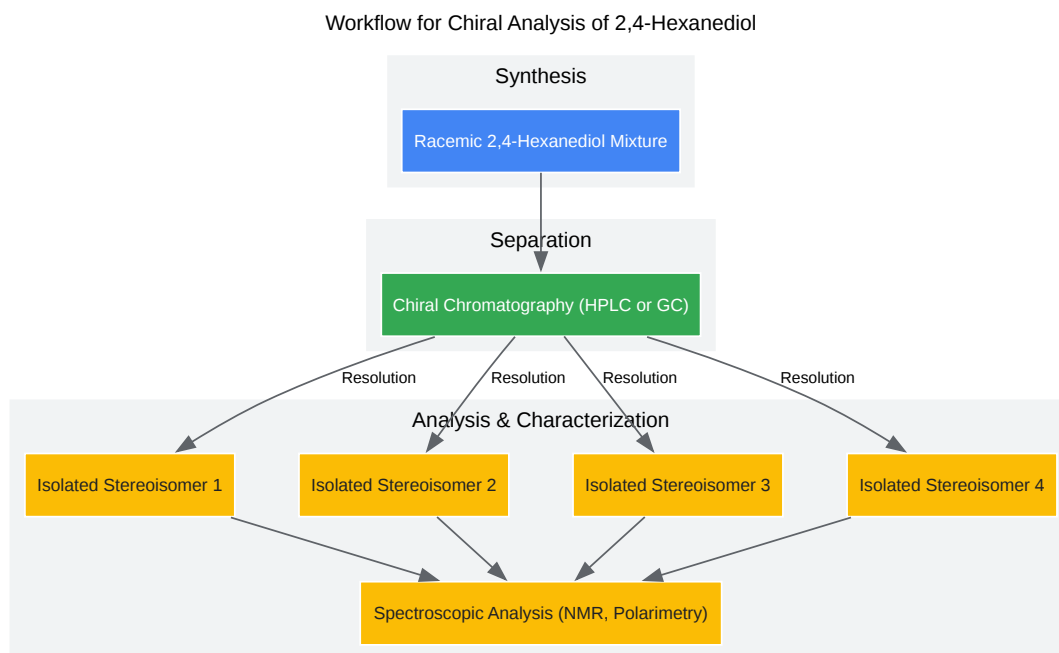 Workflow for Chiral Analysis of 2,4-Hexanediol
Synthesis
Racemic 2,4-Hexanediol Mixture
Separation
Chiral Chromatography (HPLC or GC)
Resolution
Resolution
Resolution
Resolution
Analysis & Characterization
Isolated Stereoisomer 1
Isolated Stereoisomer 2
Isolated Stereoisomer 3
Isolated Stereoisomer 4
Spectroscopic Analysis (NMR, Polarimetry)